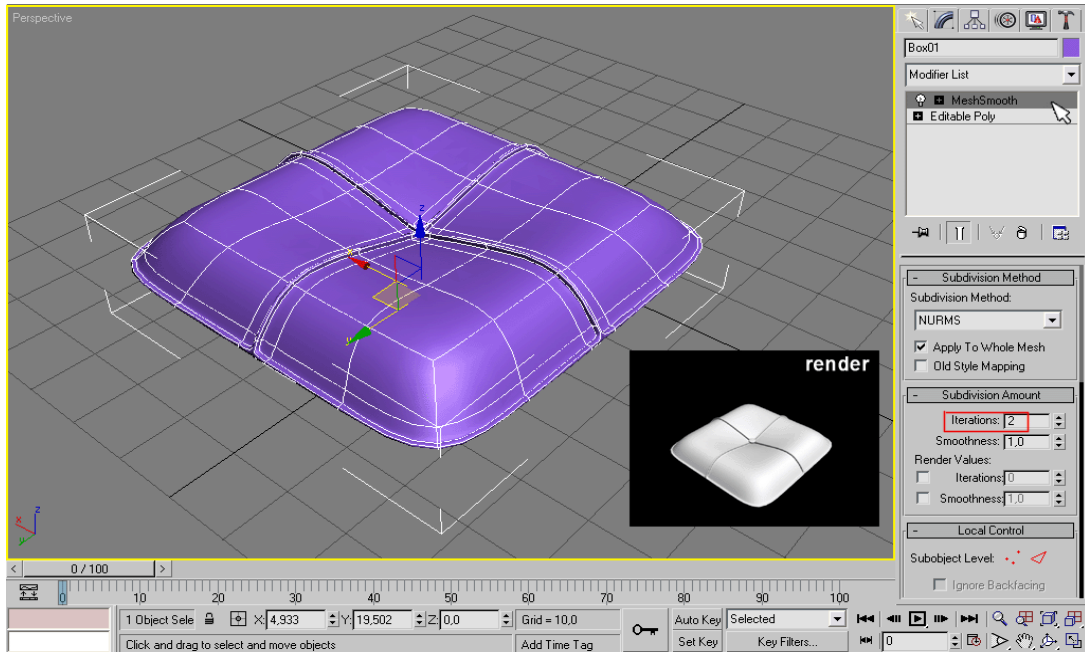 Perspective
z
x
y
z
x
y
render
Box01
Modifier List
MeshSmooth
Editable Poly
- Subdivision Method
Subdivision Method:
NURMS
Apply To Whole Mesh
Old Style Mapping
- Subdivision Amount
Iterations: 2
Smoothness: 1,0
Render Values:
Iterations: 0
Smoothness: 1,0
- Local Control
Subobject Level:
Ignore Backfacing
< 0 / 100 >
0 10 20 30 40 50 60 70 80 90 100
1 Object Sele X: 4,933 Y: 19,502 Z: 0,0 Grid = 10,0 Auto Key Selected
Click and drag to select and move objects Add Time Tag Set Key Key Filters... 0